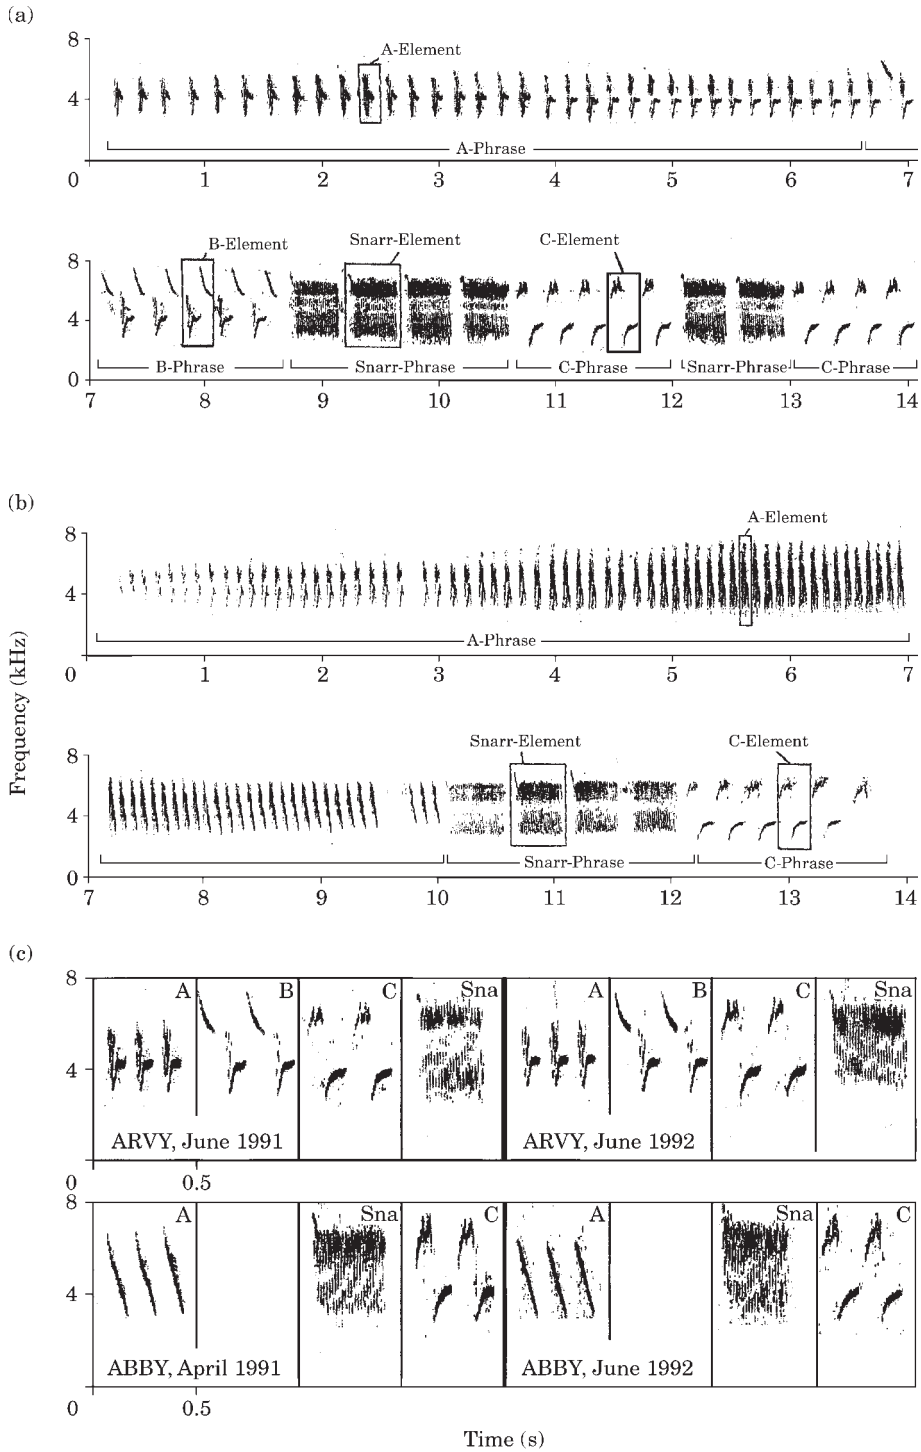 (a)
8
A-Element
4
A-Phrase
0 1 2 3 4 5 6 7
B-Element Snarr-Element C-Element
8
4
B-Phrase Snarr-Phrase C-Phrase Snarr-Phrase C-Phrase
0
7 8 9 10 11 12 13 14
(b)
A-Element
8
4
A-Phrase
0 1 2 3 4 5 6 7
Snarr-Element C-Element
8
4
Snarr-Phrase C-Phrase
0
7 8 9 10 11 12 13 14
Frequency (kHz)
(c)
8
A B C Sna A B C Sna
4
ARVY, June 1991 ARVY, June 1992
0 0.5
8
A Sna C A Sna C
4
ABBY, April 1991 ABBY, June 1992
0 0.5
Time (s)